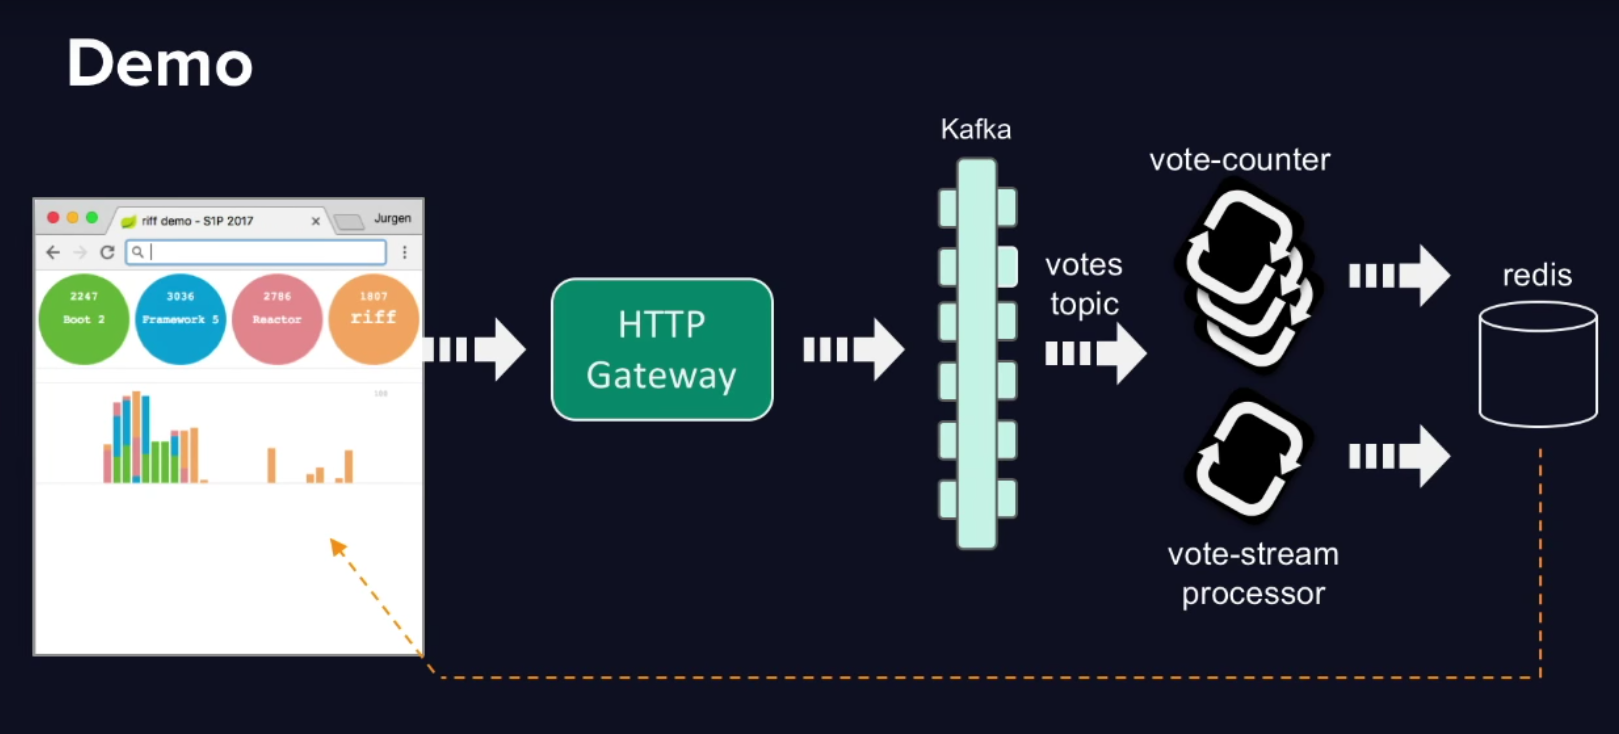 Demo
riff demo - S1P 2017
Jurgen
2247
Boot 2
3036
Framework 5
2786
Reactor
1807
riff
100
HTTP
Gateway
Kafka
votes
topic
vote-counter
vote-stream
processor
redis